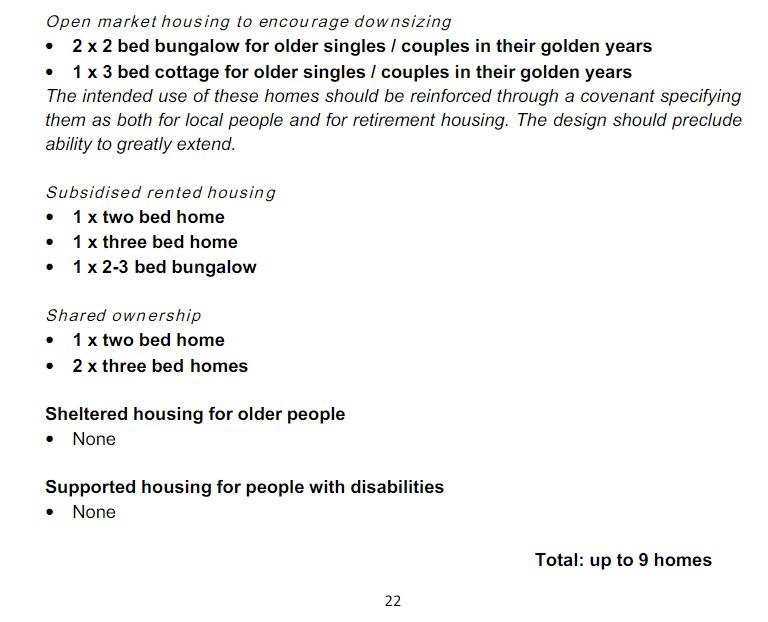 Open market housing to encourage downsizing
• 2 x 2 bed bungalow for older singles / couples in their golden years
• 1 x 3 bed cottage for older singles / couples in their golden years
The intended use of these homes should be reinforced through a covenant specifying
them as both for local people and for retirement housing. The design should preclude
ability to greatly extend.
Subsidised rented housing
• 1 x two bed home
• 1 x three bed home
• 1 x 2-3 bed bungalow
Shared ownership
• 1 x two bed home
• 2 x three bed homes
Sheltered housing for older people
• None
Supported housing for people with disabilities
• None
Total: up to 9 homes
22